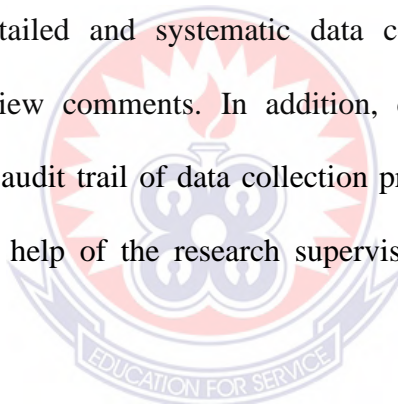 tailed and systematic data c
view comments. In addition,
audit trail of data collection pr
help of the research supervis
EDUCATION FOR SERVICE